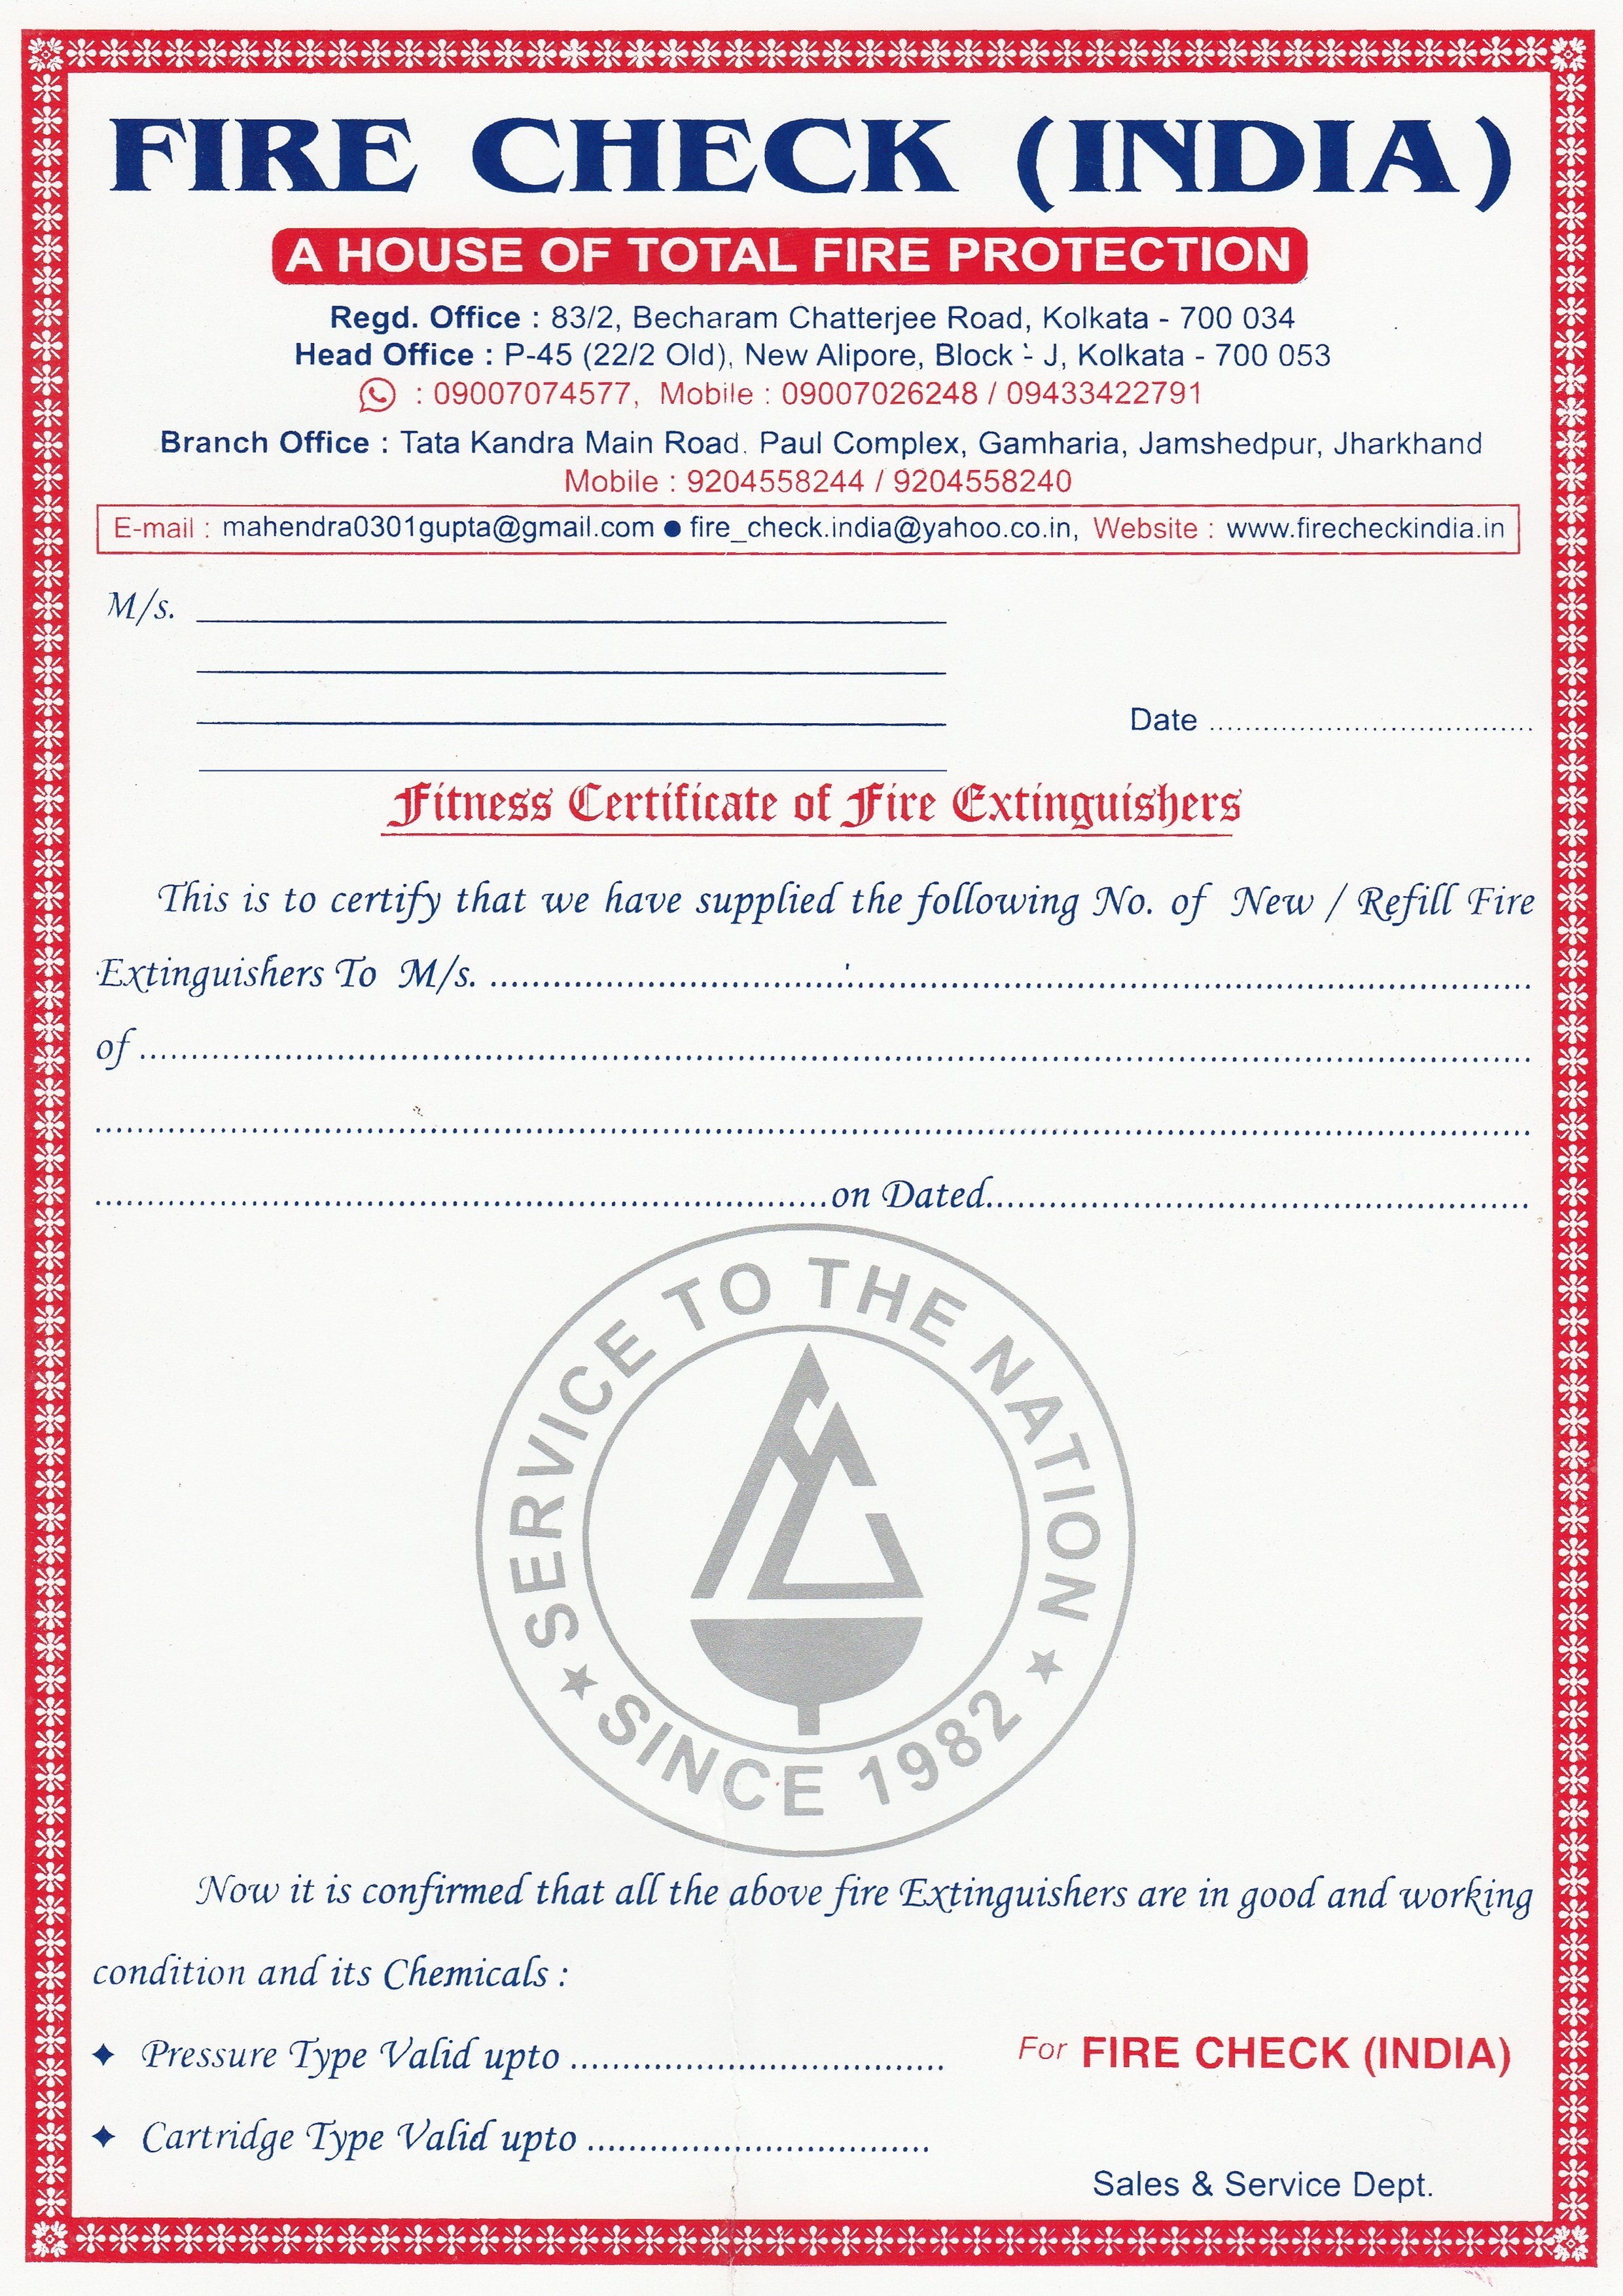 FIRE CHECK (INDIA)
A HOUSE OF TOTAL FIRE PROTECTION
Regd. Office : 83/2, Becharam Chatterjee Road, Kolkata - 700 034
Head Office : P-45 (22/2 Old), New Alipore, Block - J, Kolkata - 700 053
: 09007074577, Mobile : 09007026248 / 09433422791
Branch Office : Tata Kandra Main Road. Paul Complex, Gamharia, Jamshedpur, Jharkhand
Mobile : 9204558244 / 9204558240
E-mail : mahendra0301gupta@gmail.com ● fire_check.india@yahoo.co.in, Website : www.firecheckindia.in
M/s.
Date ....................................
Fitness Certificate of Fire Extinguishers
This is to certify that we have supplied the following No. of New / Refill Fire
Extinguishers To M/s. ....................................
of ....................................
....................................
....................................on Dated....................................
SERVICE TO THE NATION
★ SINCE 1982 ★
Now it is confirmed that all the above fire Extinguishers are in good and working
condition and its Chemicals :
✦ Pressure Type Valid upto ....................................
For FIRE CHECK (INDIA)
✦ Cartridge Type Valid upto ....................................
Sales & Service Dept.